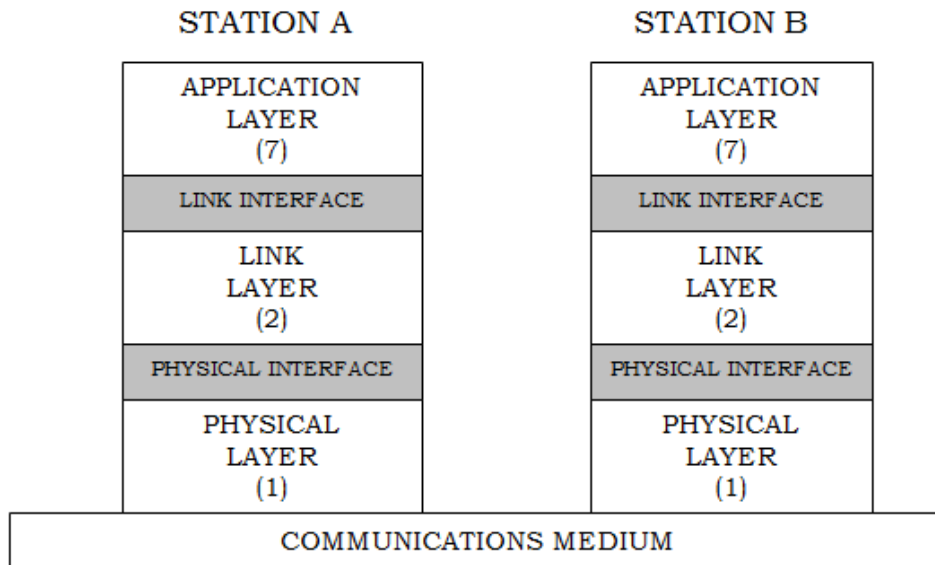 STATION A
STATION B
APPLICATION
LAYER
(7)
LINK INTERFACE
LINK
LAYER
(2)
PHYSICAL INTERFACE
PHYSICAL
LAYER
(1)
APPLICATION
LAYER
(7)
LINK INTERFACE
LINK
LAYER
(2)
PHYSICAL INTERFACE
PHYSICAL
LAYER
(1)
COMMUNICATIONS MEDIUM